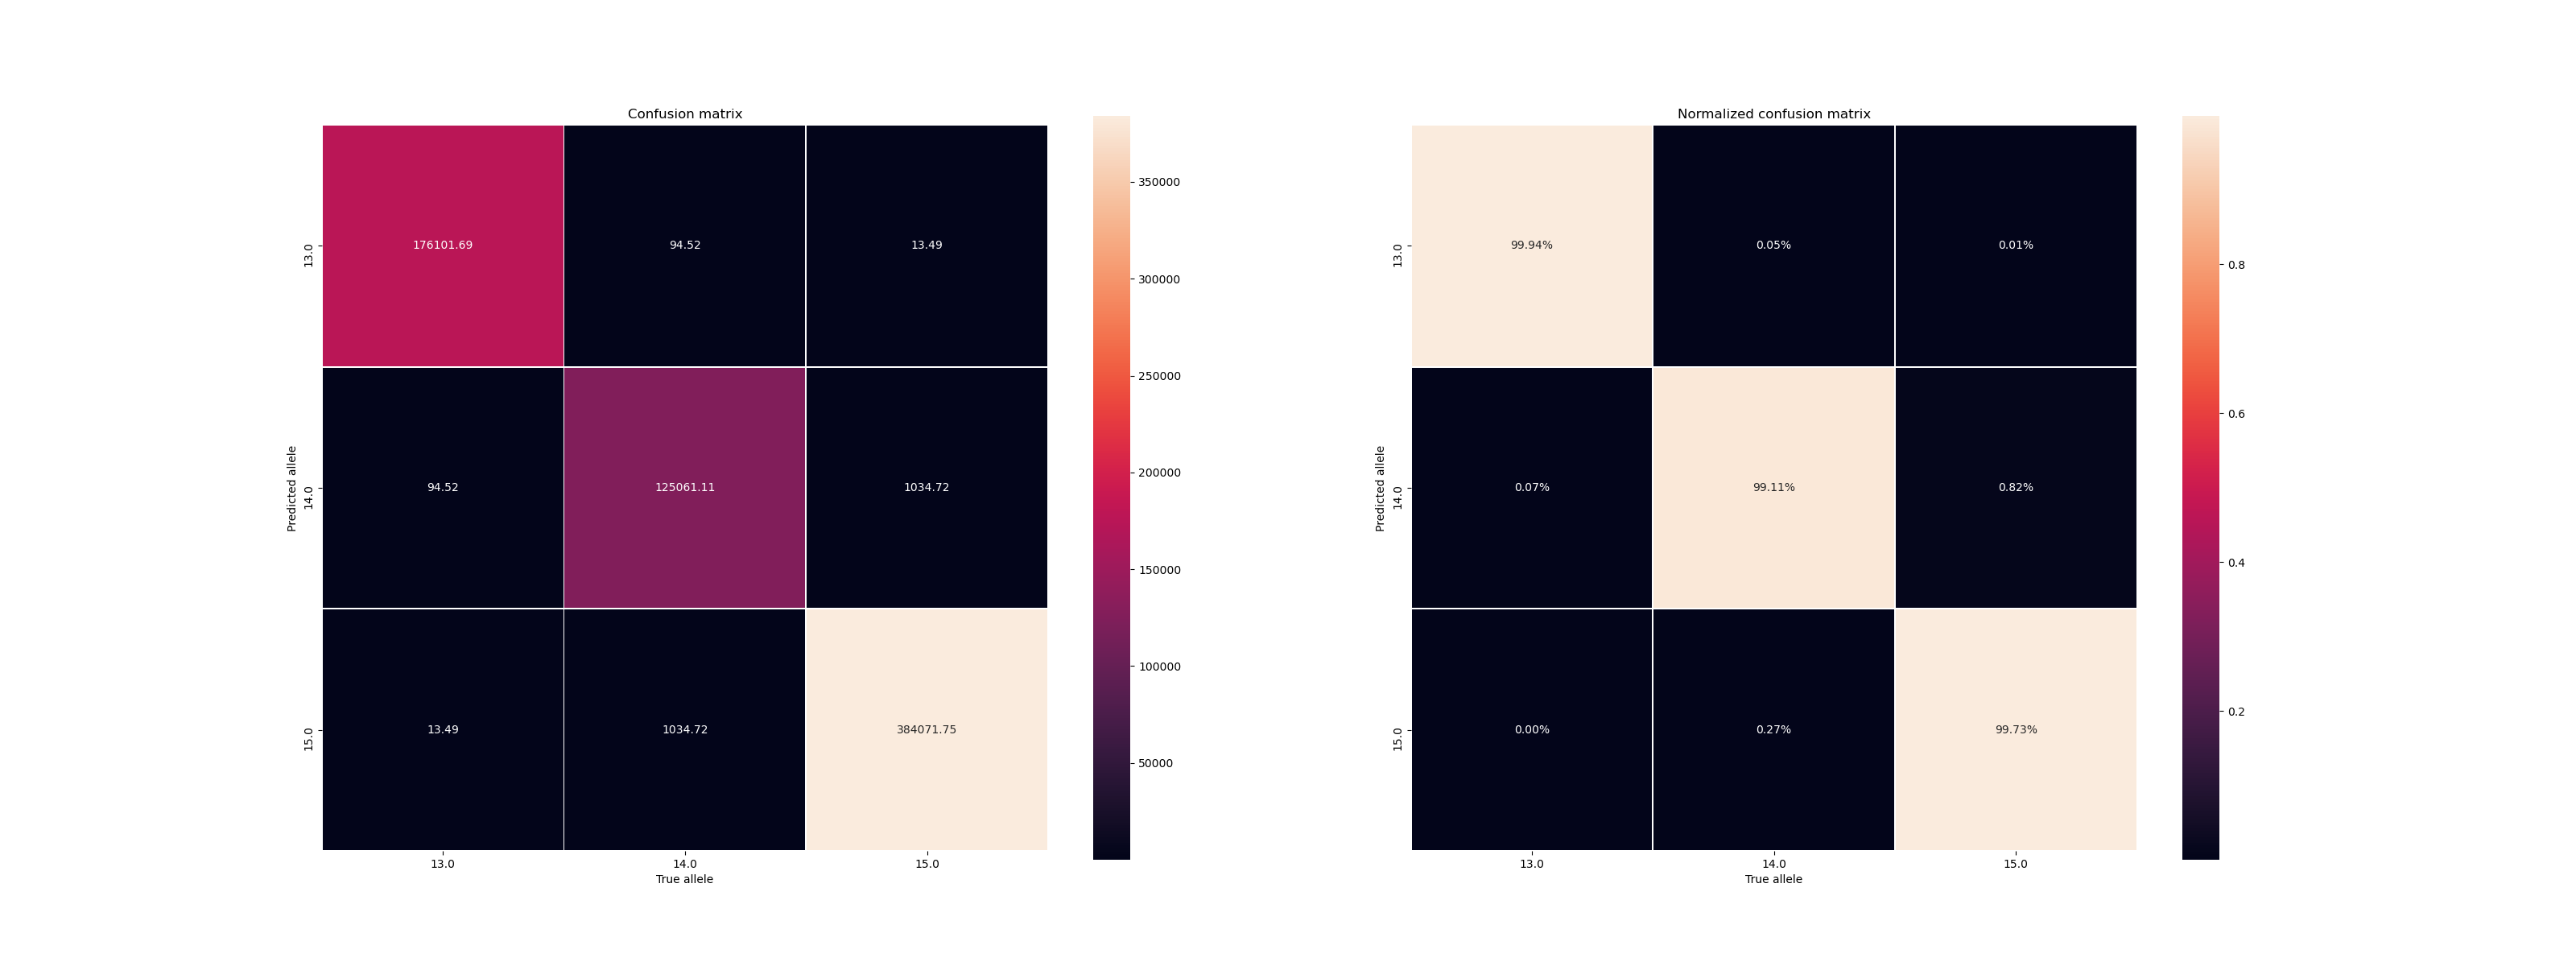 Confusion matrix
176101.69 94.52 13.49
94.52 125061.11 1034.72
13.49 1034.72 384071.75
13.0
14.0
15.0
Predicted allele
13.0 14.0 15.0
True allele
350000
300000
250000
200000
150000
100000
50000
Normalized confusion matrix
99.94% 0.05% 0.01%
0.07% 99.11% 0.82%
0.00% 0.27% 99.73%
13.0
14.0
15.0
Predicted allele
13.0 14.0 15.0
True allele
0.8
0.6
0.4
0.2